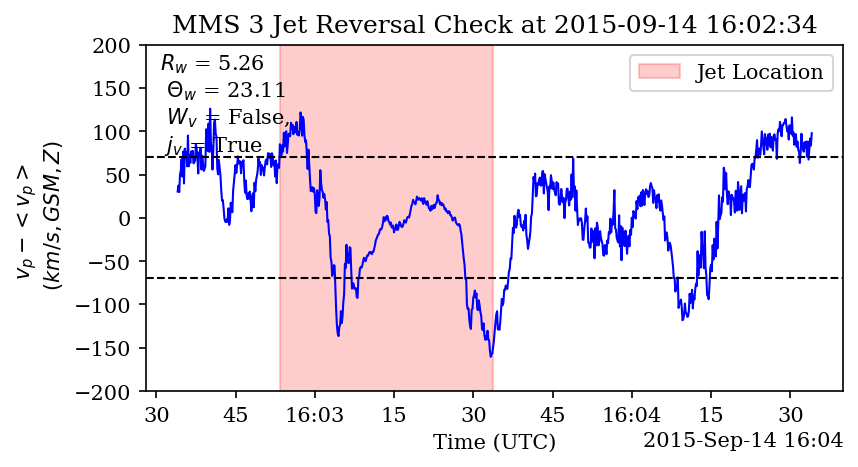 MMS 3 Jet Reversal Check at 2015-09-14 16:02:34
R_w = 5.26
Θ_w = 23.11
W_v = False,
j_v = True
Jet Location
200
150
100
50
0
−50
−100
−150
−200
v_p − < v_p >
(km/s, GSM, Z)
30 45 16:03 15 30 45 16:04 15 30
Time (UTC)
2015-Sep-14 16:04